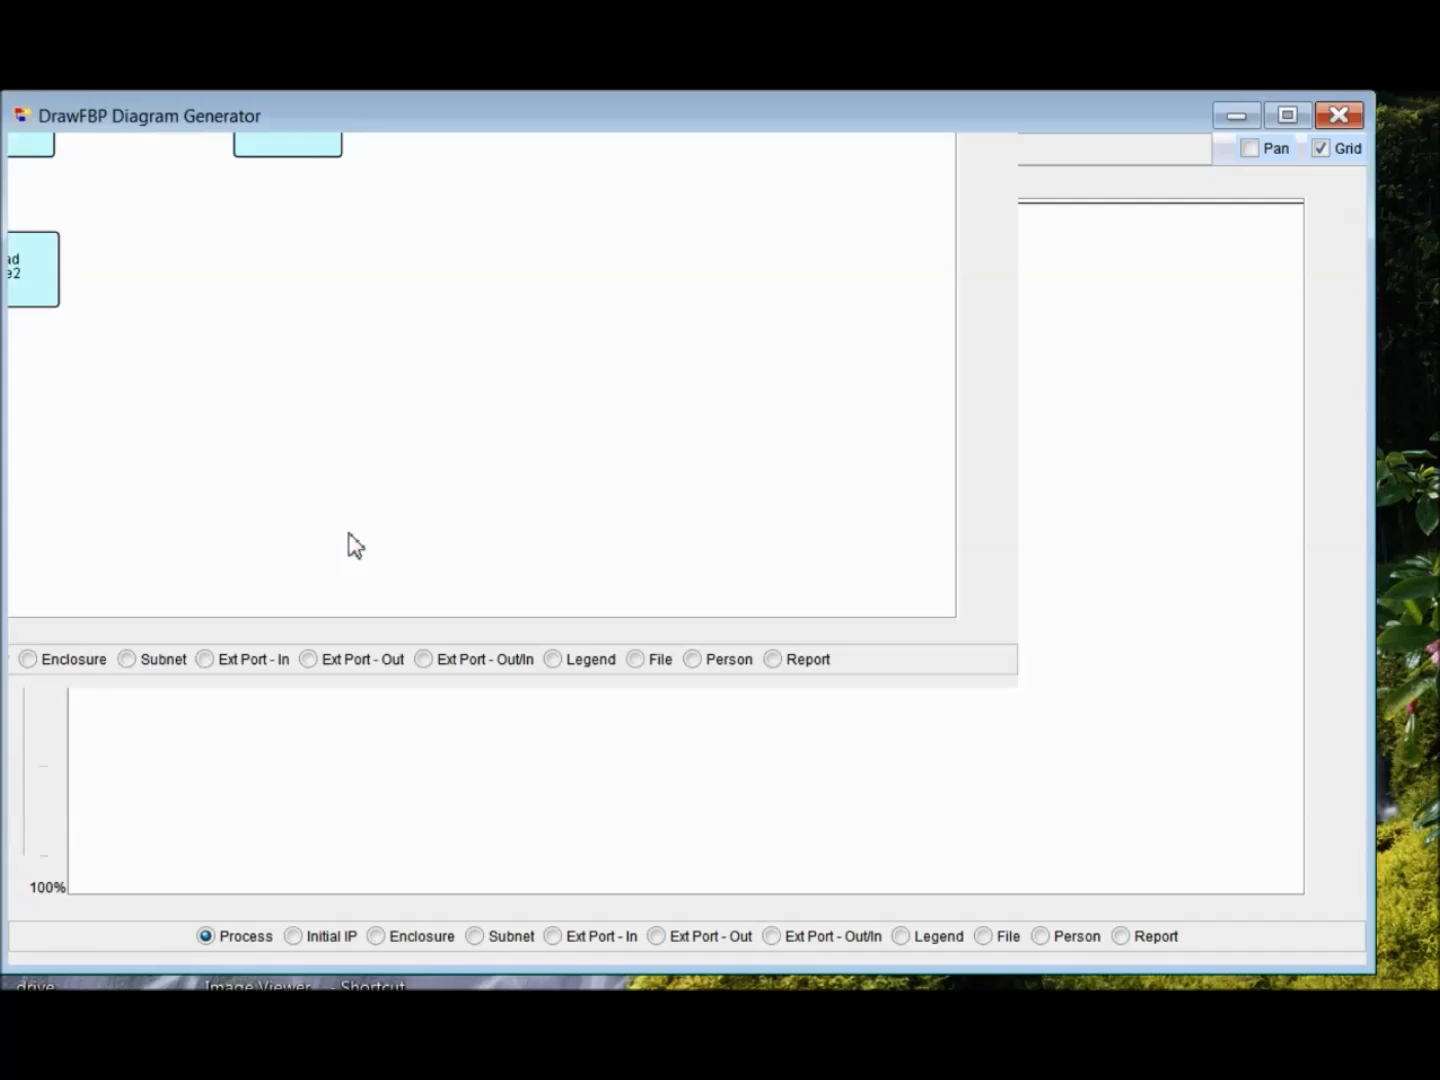 DrawFBP Diagram Generator
Pan Grid
ad
e2
Enclosure Subnet Ext Port - In Ext Port - Out Ext Port - Out/In Legend File Person Report
100%
Process Initial IP Enclosure Subnet Ext Port - In Ext Port - Out Ext Port - Out/In Legend File Person Report
drive Image Viewer - Shortcut